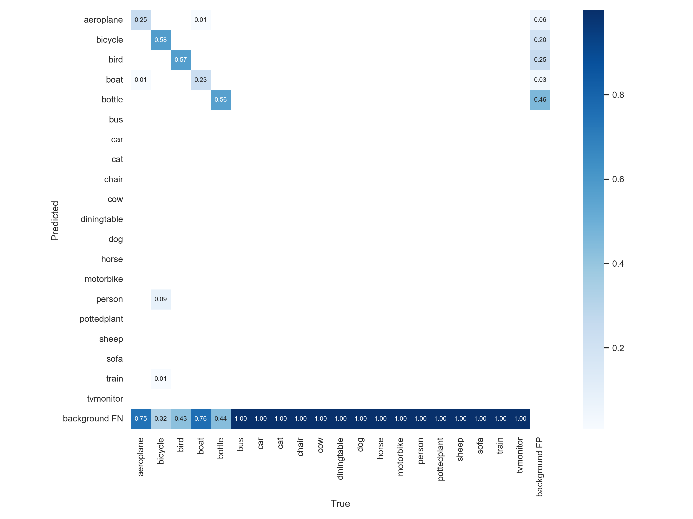 aeroplane 0.25 0.01 0.06
bicycle 0.58 0.20
bird 0.57 0.25
boat 0.01 0.23 0.03
bottle 0.46
bus
car
cat
chair
cow
diningtable
dog
horse
motorbike
person 0.09
pottedplant
sheep
sofa
train 0.01
tvmonitor
background FN 0.75 0.32 0.43 0.76 0.44 1.00 1.00 1.00 1.00 1.00 1.00 1.00 1.00 1.00 1.00 1.00 1.00 1.00 1.00 1.00
aeroplane
bicycle
bird
boat
bottle
bus
car
cat
chair
cow
diningtable
dog
horse
motorbike
person
pottedplant
sheep
sofa
train
tvmonitor
background FP
Predicted
True
0.8
0.6
0.4
0.2